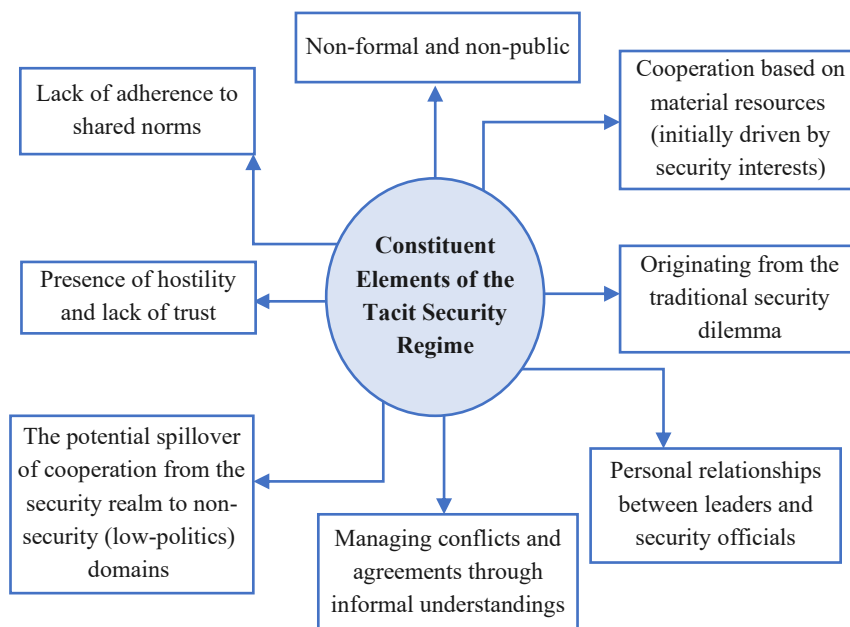 Non-formal and non-public
Cooperation based on
material resources
(initially driven by
security interests)
Lack of adherence to
shared norms
Constituent
Elements of the
Tacit Security
Regime
Originating from the
traditional security
dilemma
Presence of hostility
and lack of trust
The potential spillover
of cooperation from the
security realm to non-
security (low-politics)
domains
Personal relationships
between leaders and
security officials
Managing conflicts and
agreements through
informal understandings